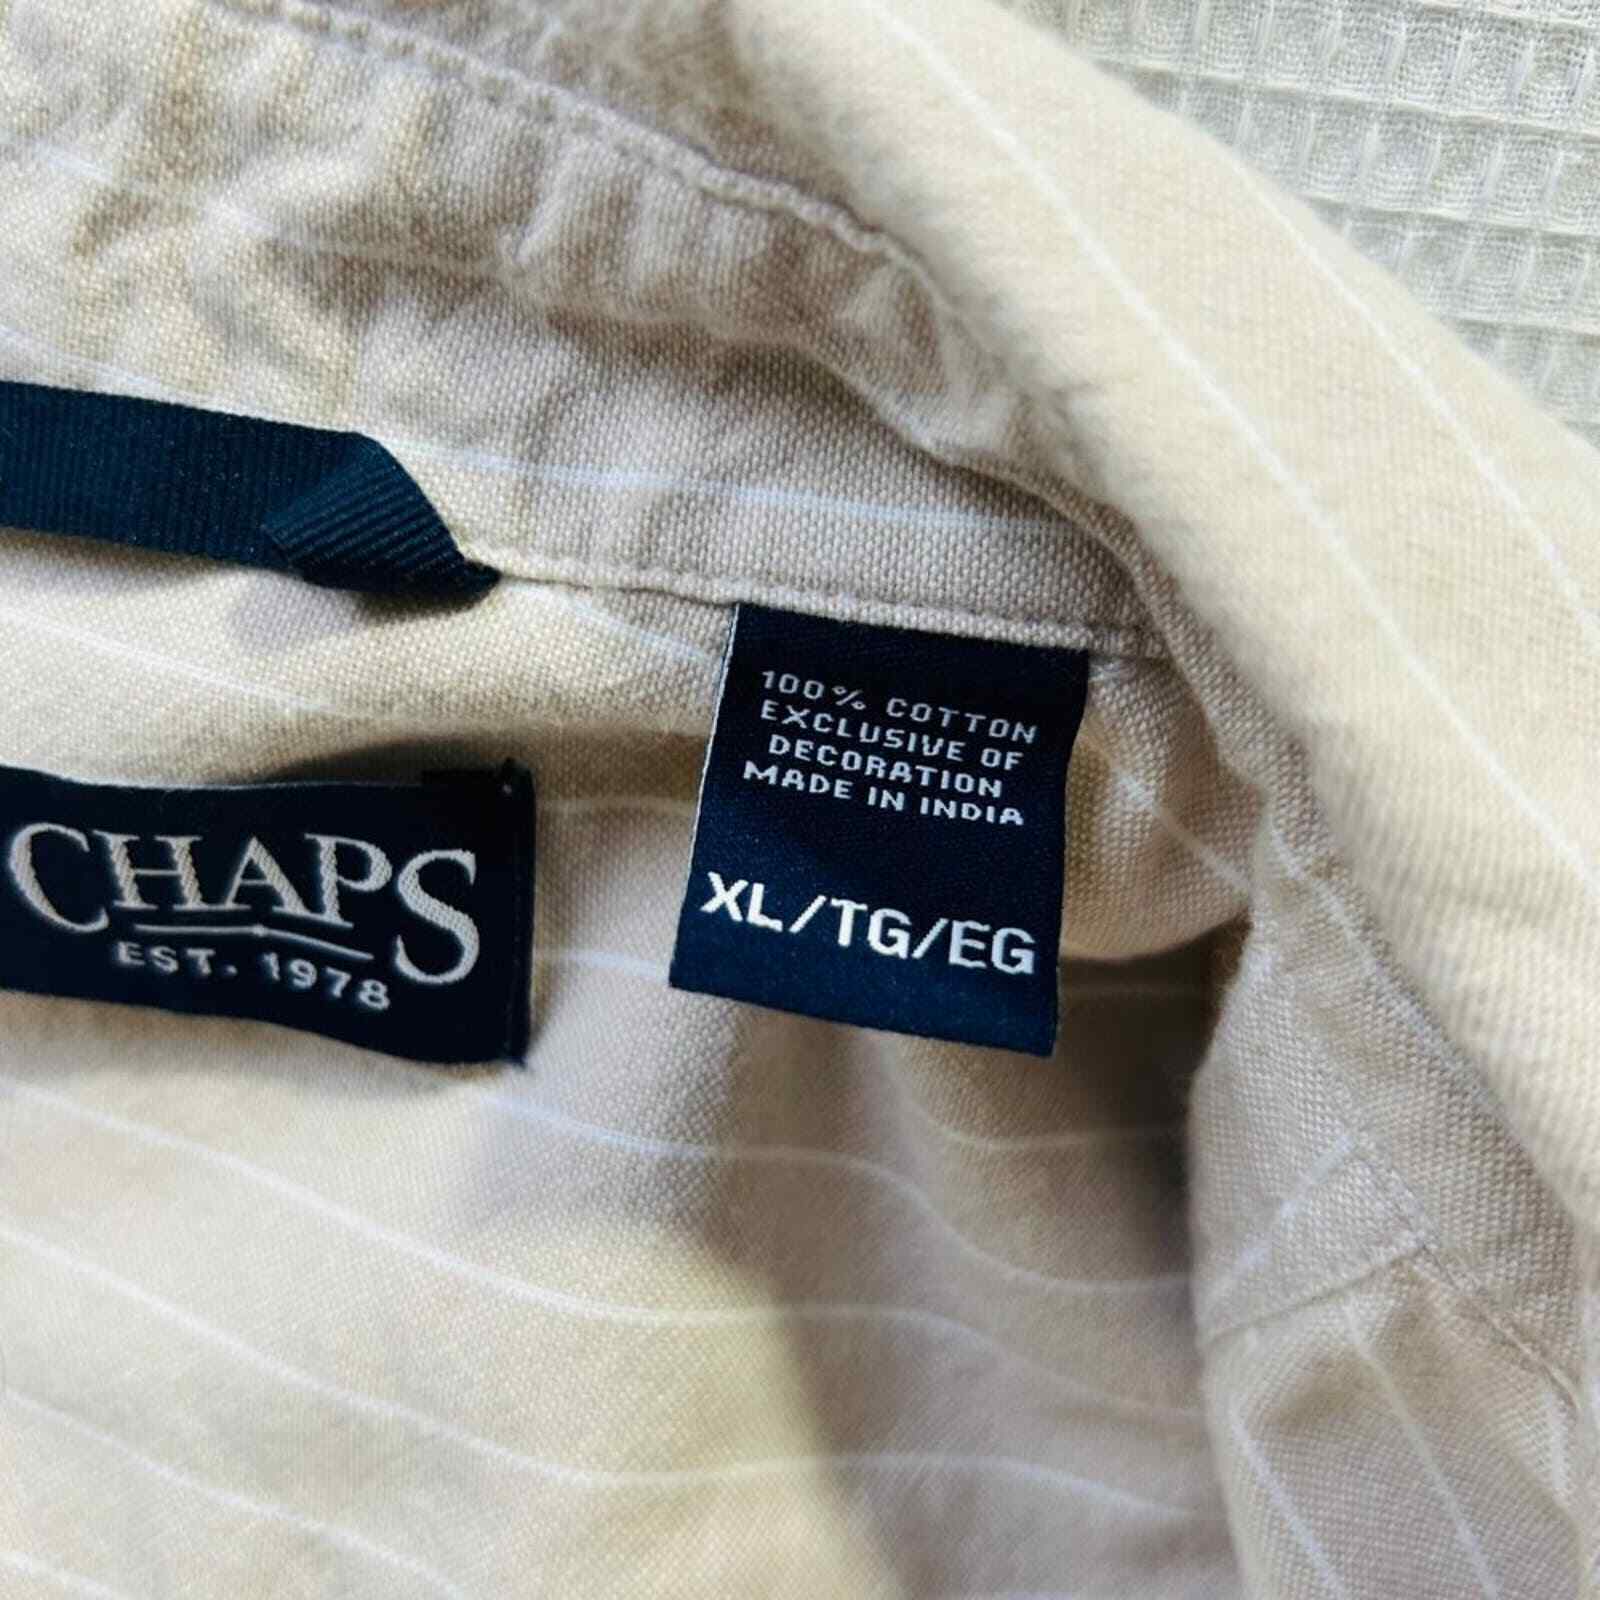 CHAPS
EST. 1978
100% COTTON
EXCLUSIVE OF
DECORATION
MADE IN INDIA
XL/TG/EG